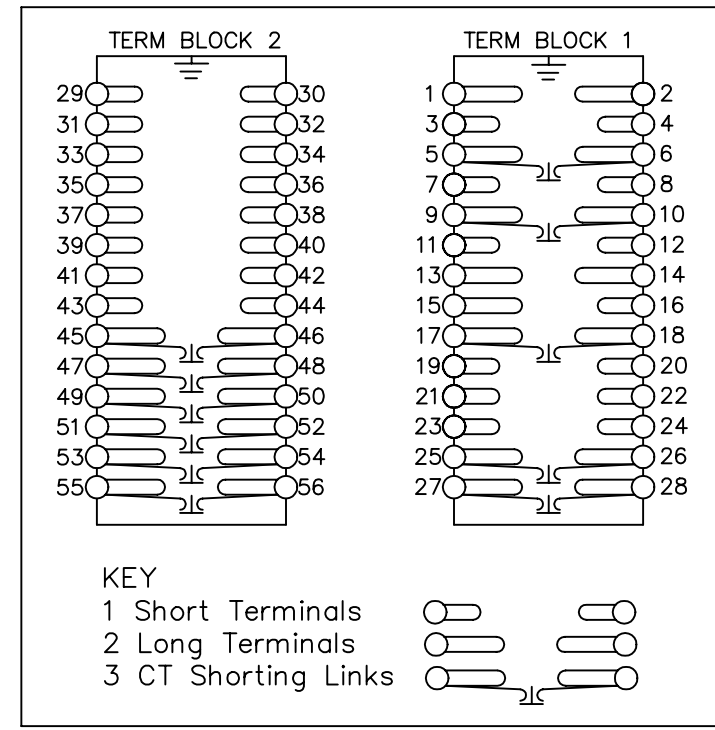 TERM BLOCK 2 TERM BLOCK 1
29 30 1 2
31 32 3 4
33 34 5 6
35 36 7 8
37 38 9 10
39 40 11 12
41 42 13 14
43 44 15 16
45 46 17 18
47 48 19 20
49 50 21 22
51 52 23 24
53 54 25 26
55 56 27 28
KEY
1 Short Terminals
2 Long Terminals
3 CT Shorting Links